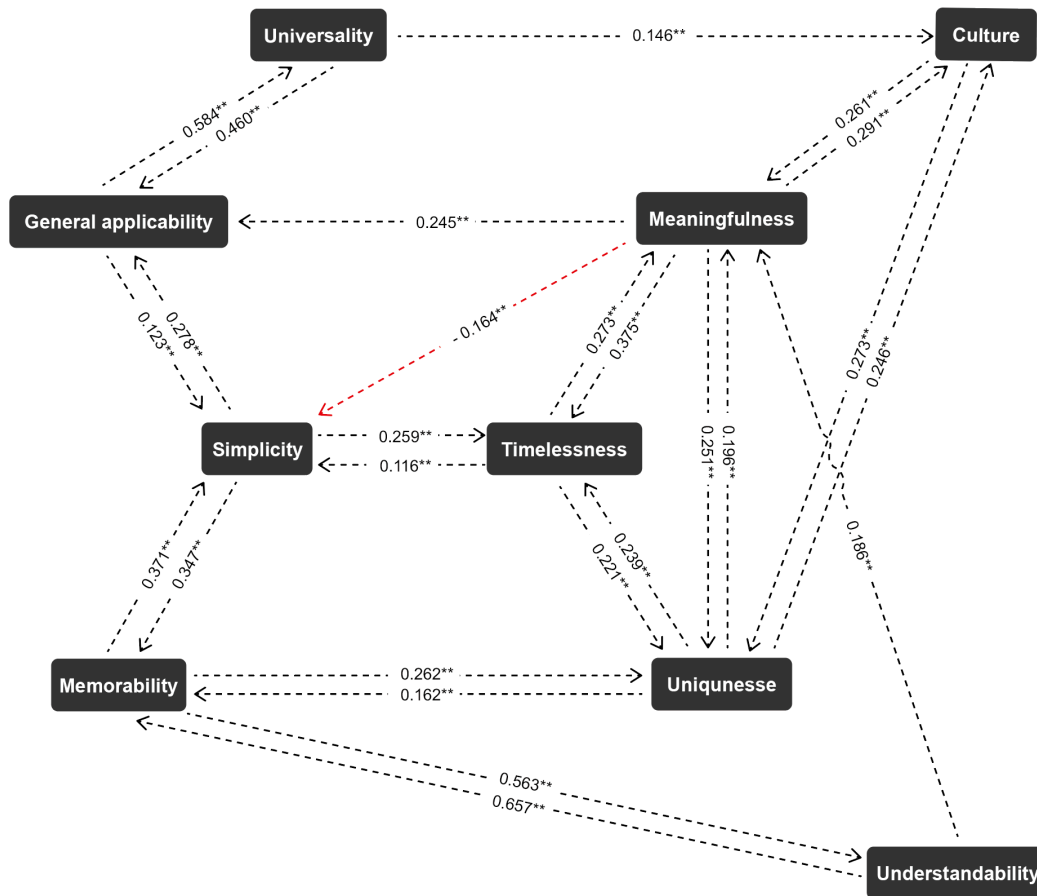 Universality
0.146**
Culture
0.584**
0.460**
0.261**
0.291**
General applicability
0.245**
Meaningfulness
-0.164**
0.273**
0.375**
0.278**
0.123**
0.273**
0.246**
Simplicity
0.259**
0.116**
Timelessness
0.251**
0.196**
0.371**
0.347**
0.239**
0.221**
0.186**
Memorability
0.262**
0.162**
Uniqunesse
0.563**
0.657**
Understandability